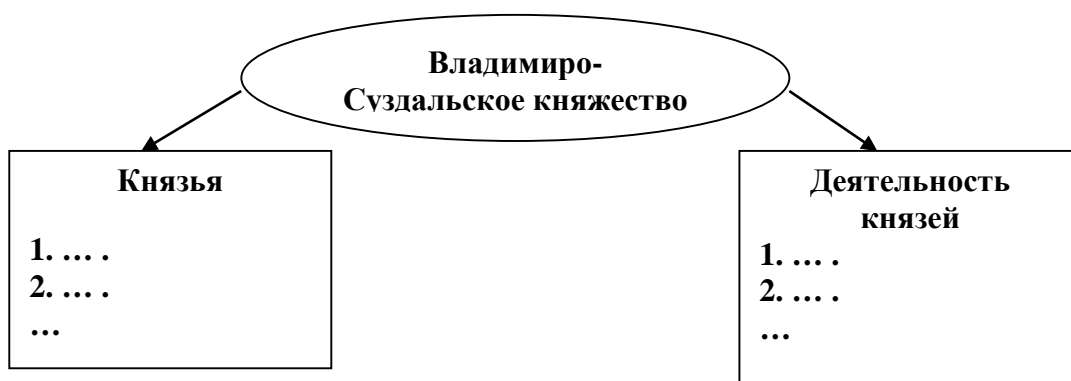 Владимиро-
Суздальское княжество
Князья
1. … .
2. … .
…
Деятельность
князей
1. … .
2. … .
…